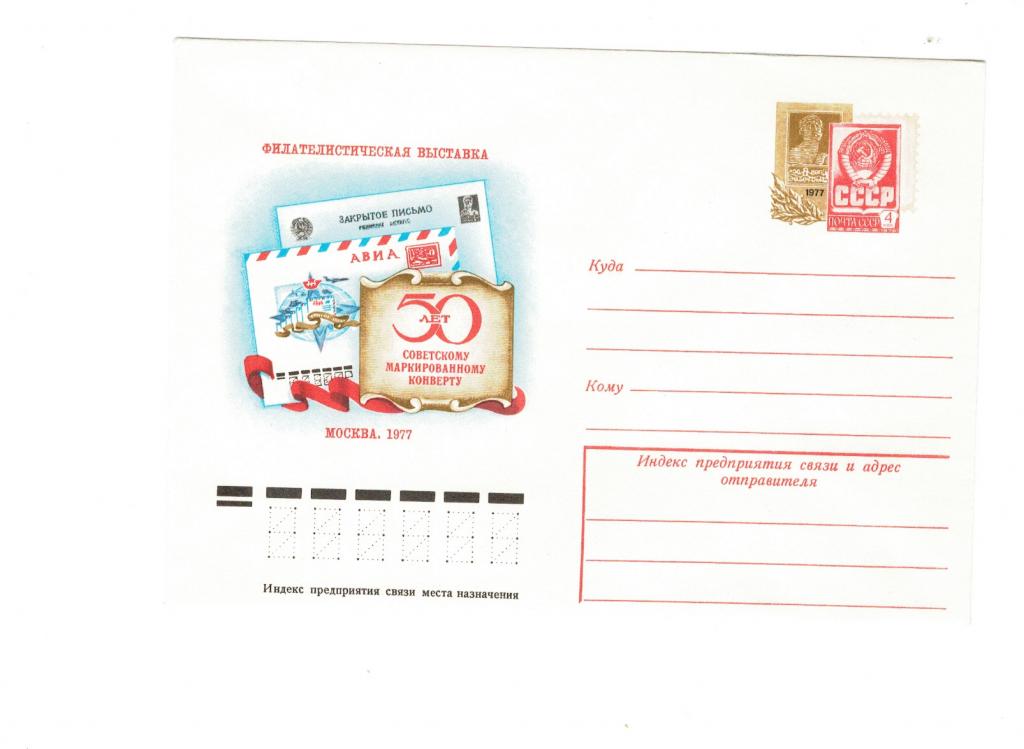 ФИЛАТЕЛИСТИЧЕСКАЯ ВЫСТАВКА
ЗАКРЫТОЕ ПИСЬМО
АВИА
50
ЛЕТ
СОВЕТСКОМУ
МАРКИРОВАННОМУ
КОНВЕРТУ
МОСКВА. 1977
1977
СССР
ПОЧТА СССР
4
Куда
Кому
Индекс предприятия связи и адрес
отправителя
Индекс предприятия связи места назначения